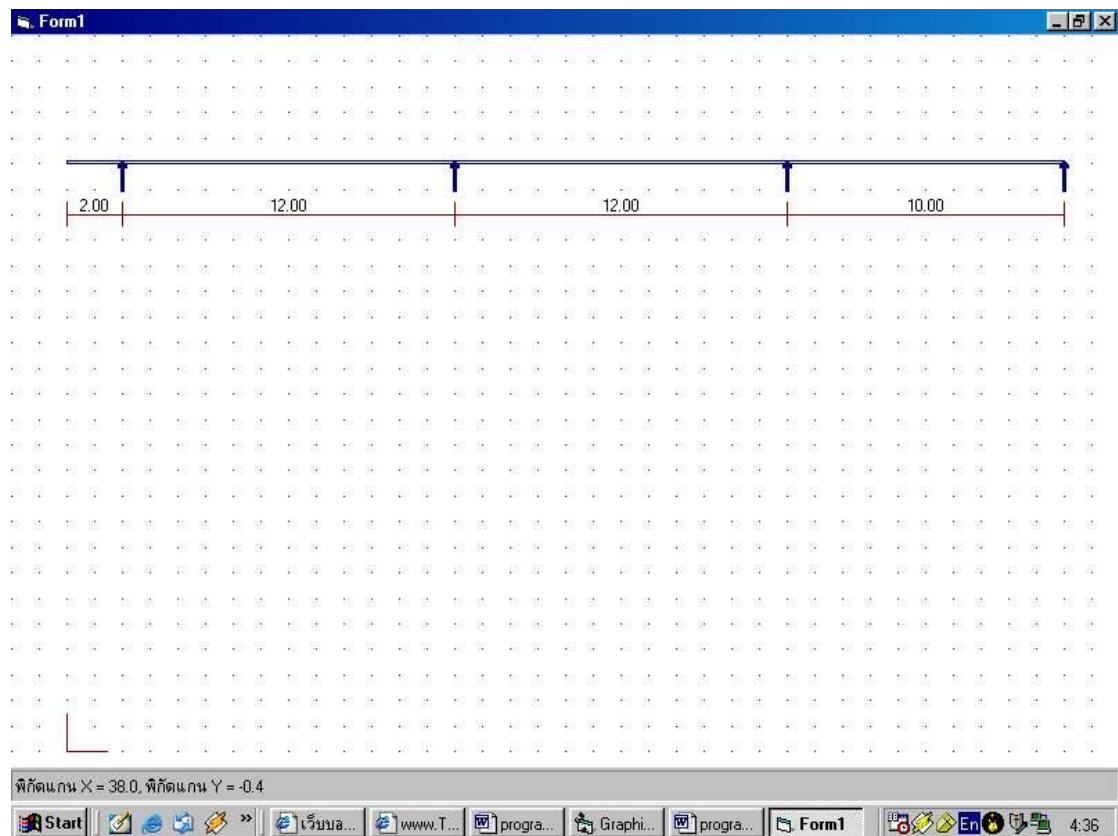 Form1
2.00 12.00 12.00 10.00
พิกัดแกน X = 38.0, พิกัดแกน Y = -0.4
Start » เว็บบอ... www.T... progra... Graphi... progra... Form1 En 4:36